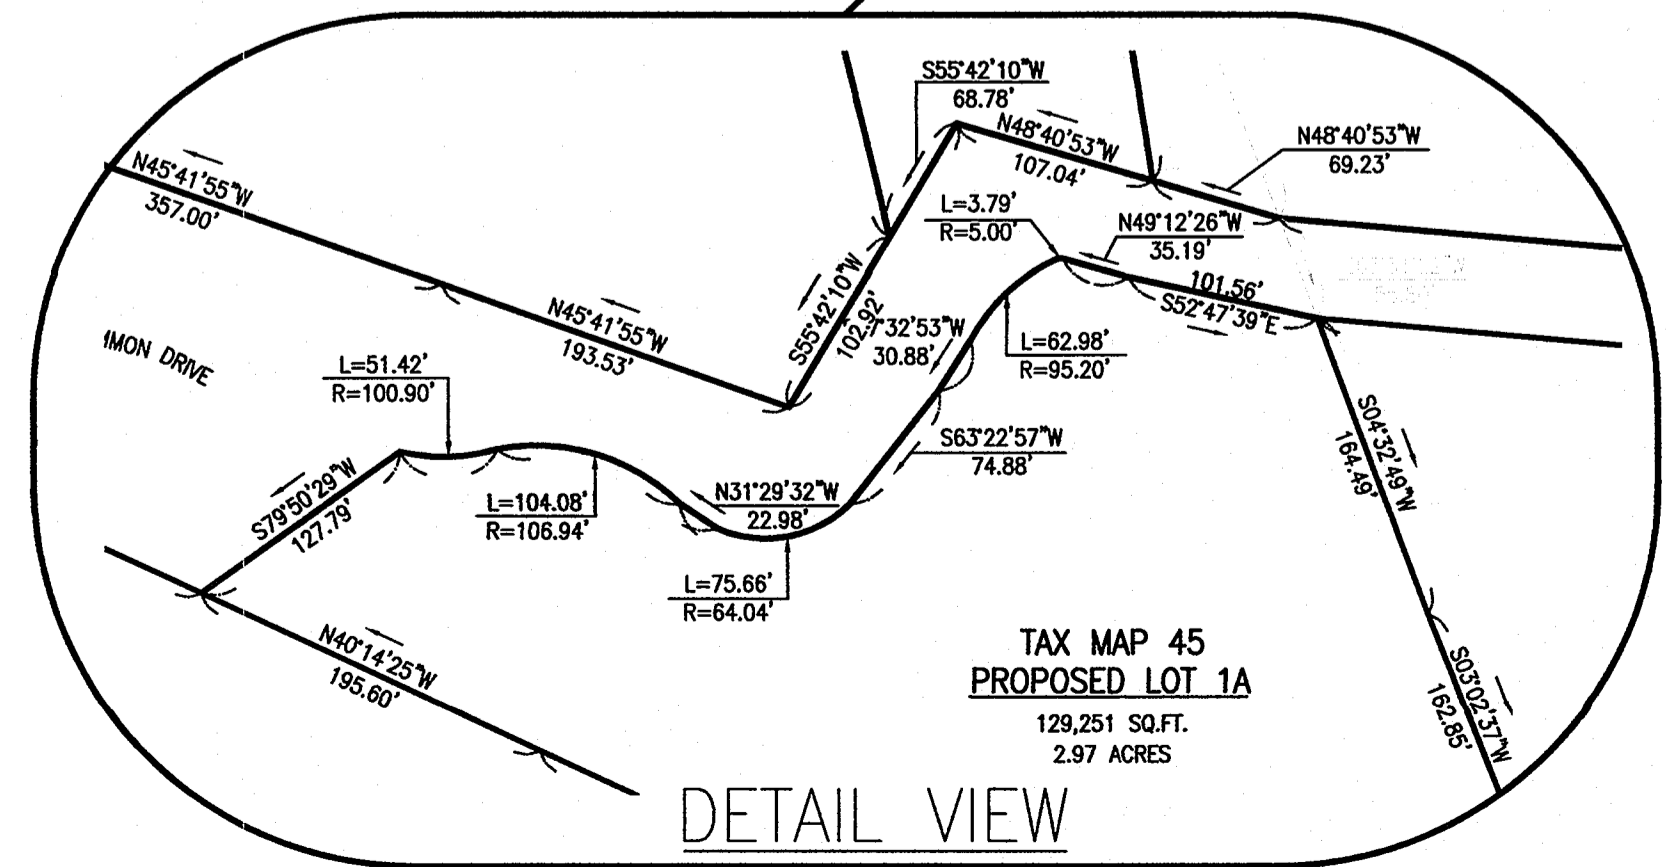 S55°42'10"W
68.78'
N48°40'53"W
107.04'
N48°40'53"W
69.23'
N45°41'55"W
357.00'
L=3.79'
R=5.00'
N49°12'26"W
35.19'
101.56'
S52°47'39"E
S55°42'10"W
102.92'
7°32'53"W
30.88'
N45°41'55"W
193.53'
L=62.98'
R=95.20'
MON DRIVE
L=51.42'
R=100.90'
S04°32'49"W
164.49'
S63°22'57"W
74.88'
S79°50'29"W
127.79'
L=104.08'
R=106.94'
N31°29'32"W
22.98'
L=75.66'
R=64.04'
N40°14'25"W
195.60'
TAX MAP 45
PROPOSED LOT 1A
129,251 SQ.FT.
2.97 ACRES
S03°02'37"W
162.85'
DETAIL VIEW